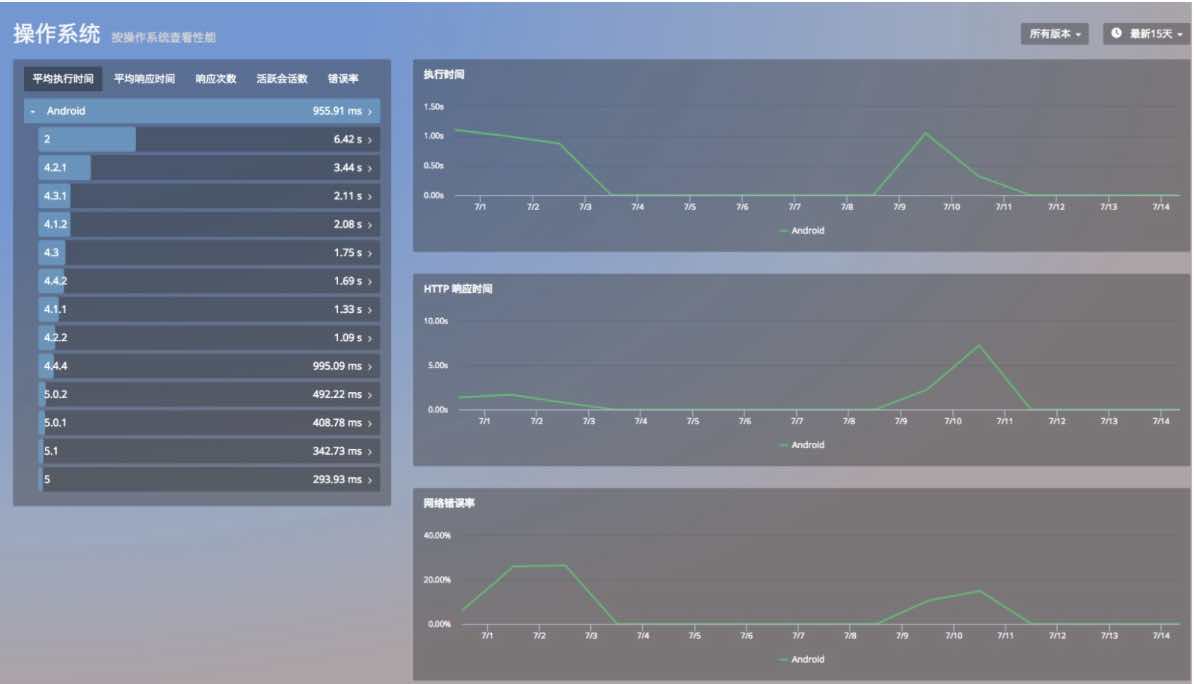 操作系统 按操作系统查看性能
所有版本 最新15天
平均执行时间 平均响应时间 响应次数 活跃会话数 错误率
Android 955.91 ms
2 6.42 s
4.2.1 3.44 s
4.3.1 2.11 s
4.1.2 2.08 s
4.3 1.75 s
4.4.2 1.69 s
4.1.1 1.33 s
4.2.2 1.09 s
4.4.4 995.09 ms
5.0.2 492.22 ms
5.0.1 408.78 ms
5.1 342.73 ms
5 293.93 ms
执行时间
1.50s
1.00s
0.50s
0.00s
7/1 7/2 7/3 7/4 7/5 7/6 7/7 7/8 7/9 7/10 7/11 7/12 7/13 7/14
Android
HTTP 响应时间
10.00s
5.00s
0.00s
7/1 7/2 7/3 7/4 7/5 7/6 7/7 7/8 7/9 7/10 7/11 7/12 7/13 7/14
Android
网络错误率
40.00%
20.00%
0.00%
7/1 7/2 7/3 7/4 7/5 7/6 7/7 7/8 7/9 7/10 7/11 7/12 7/13 7/14
Android